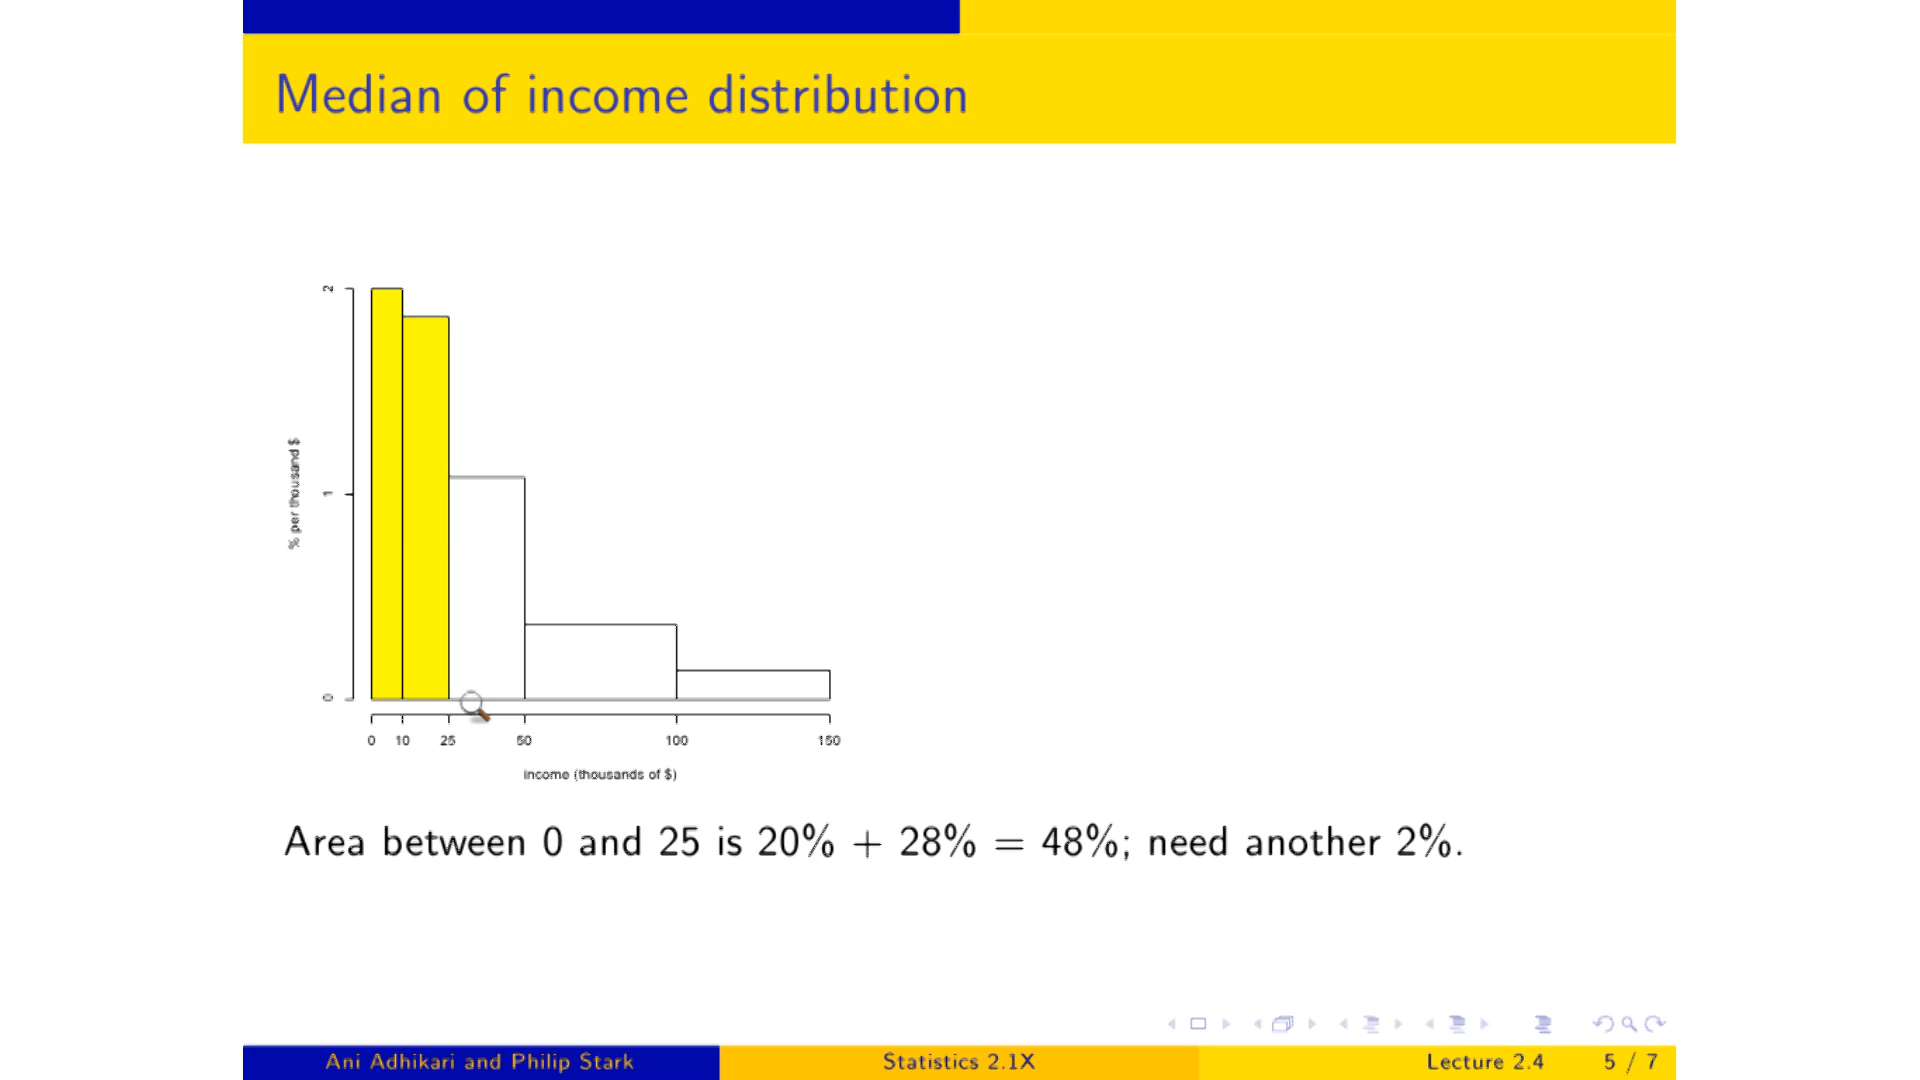 Median of income distribution
% per thousand $
2
1
0
0 10 25 50 100 150
income (thousands of $)
Area between 0 and 25 is 20% + 28% = 48%; need another 2%.
Ani Adhikari and Philip Stark Statistics 2.1X Lecture 2.4 5 / 7